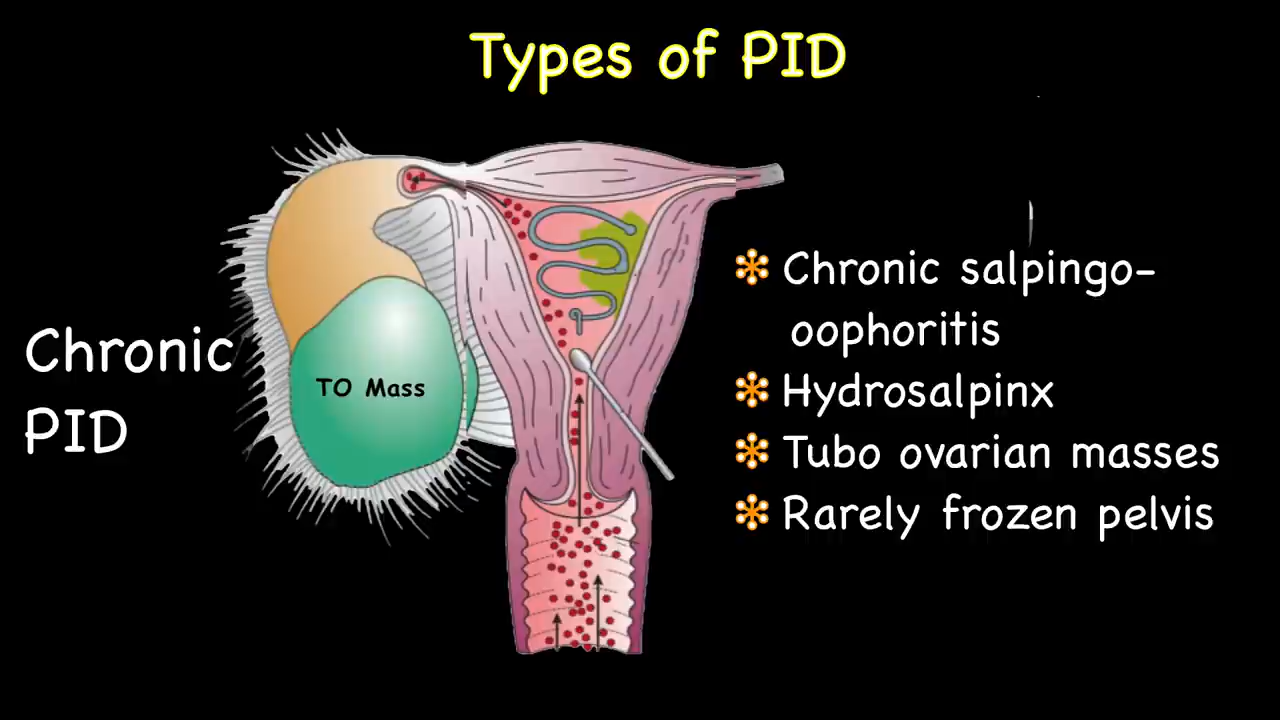 Types of PID
Chronic
PID
TO Mass
Chronic salpingo-
oophoritis
Hydrosalpinx
Tubo ovarian masses
Rarely frozen pelvis